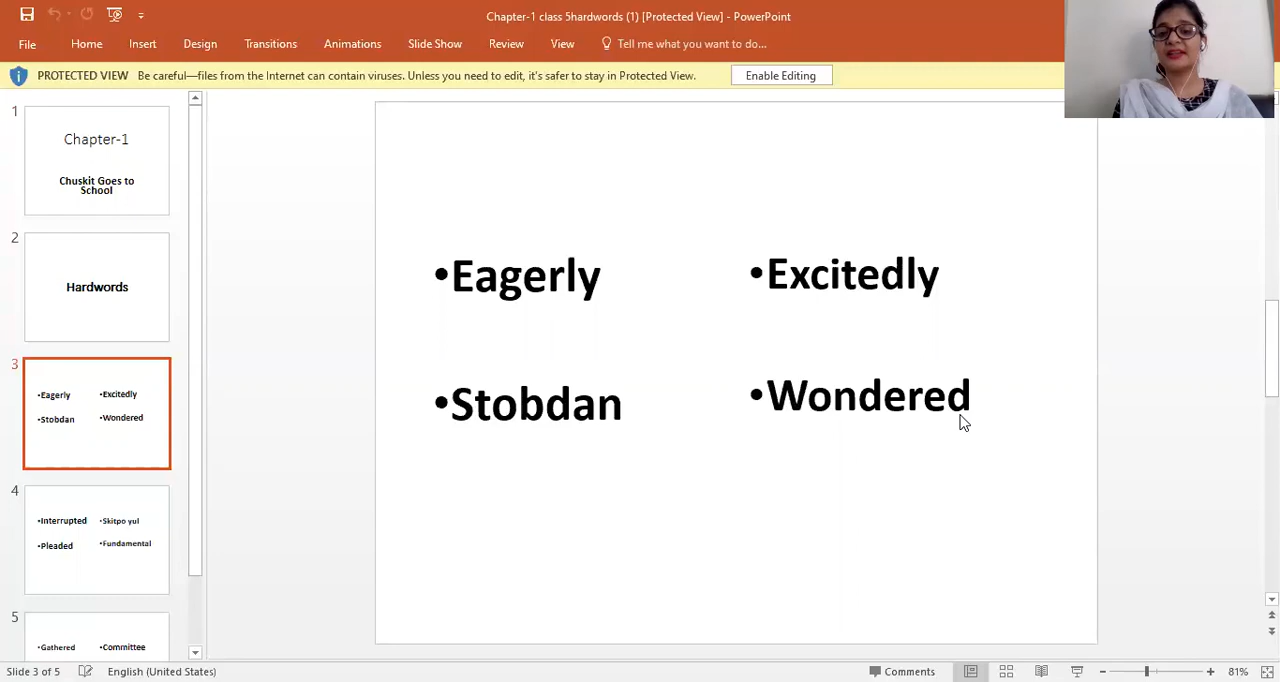 Chapter-1 class 5hardwords (1) [Protected View] - PowerPoint
File Home Insert Design Transitions Animations Slide Show Review View Tell me what you want to do...
PROTECTED VIEW Be careful—files from the Internet can contain viruses. Unless you need to edit, it's safer to stay in Protected View. Enable Editing
1
Chapter-1
Chuskit Goes to
School
2
Hardwords
3
•Eagerly •Excitedly
•Stobdan •Wondered
4
•Interrupted •Skitpo yul
•Pleaded •Fundamental
5
•Gathered •Committee
•Eagerly •Excitedly
•Stobdan •Wondered
Slide 3 of 5 English (United States) Comments 81%